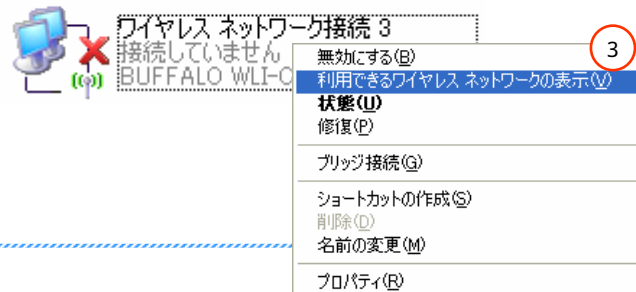 ワイヤレス ネットワーク接続 3
接続していません
BUFFALO WLI-C
3
無効にする(B)
利用できるワイヤレス ネットワークの表示(V)
状態(U)
修復(P)
ブリッジ接続(G)
ショートカットの作成(S)
削除(D)
名前の変更(M)
プロパティ(R)